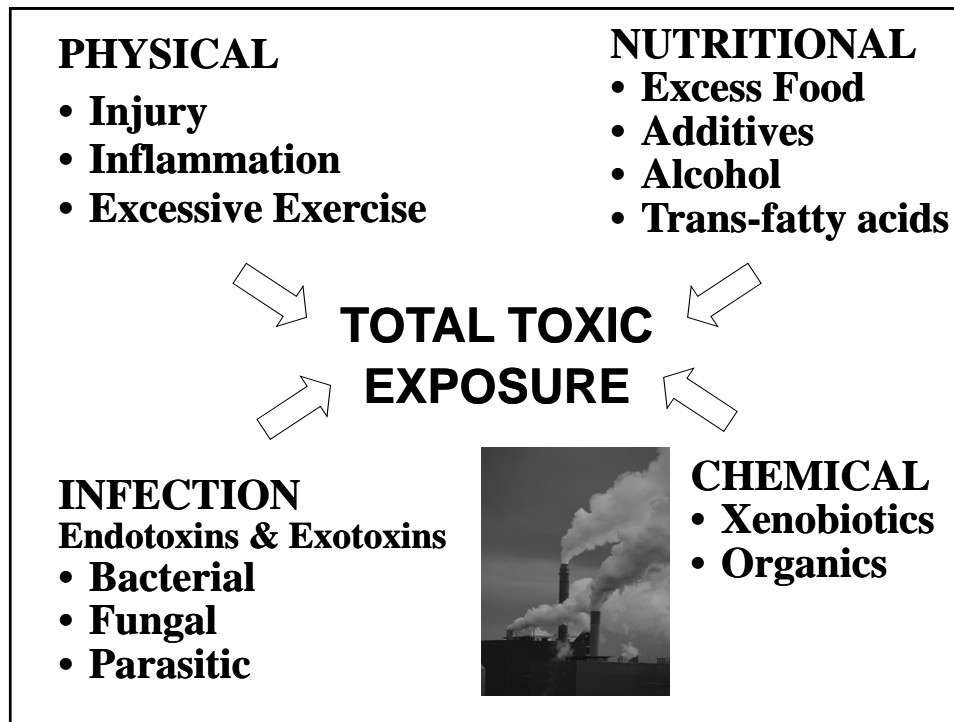 PHYSICAL
• Injury
• Inflammation
• Excessive Exercise
NUTRITIONAL
• Excess Food
• Additives
• Alcohol
• Trans-fatty acids
TOTAL TOXIC
EXPOSURE
INFECTION
Endotoxins & Exotoxins
• Bacterial
• Fungal
• Parasitic
CHEMICAL
• Xenobiotics
• Organics